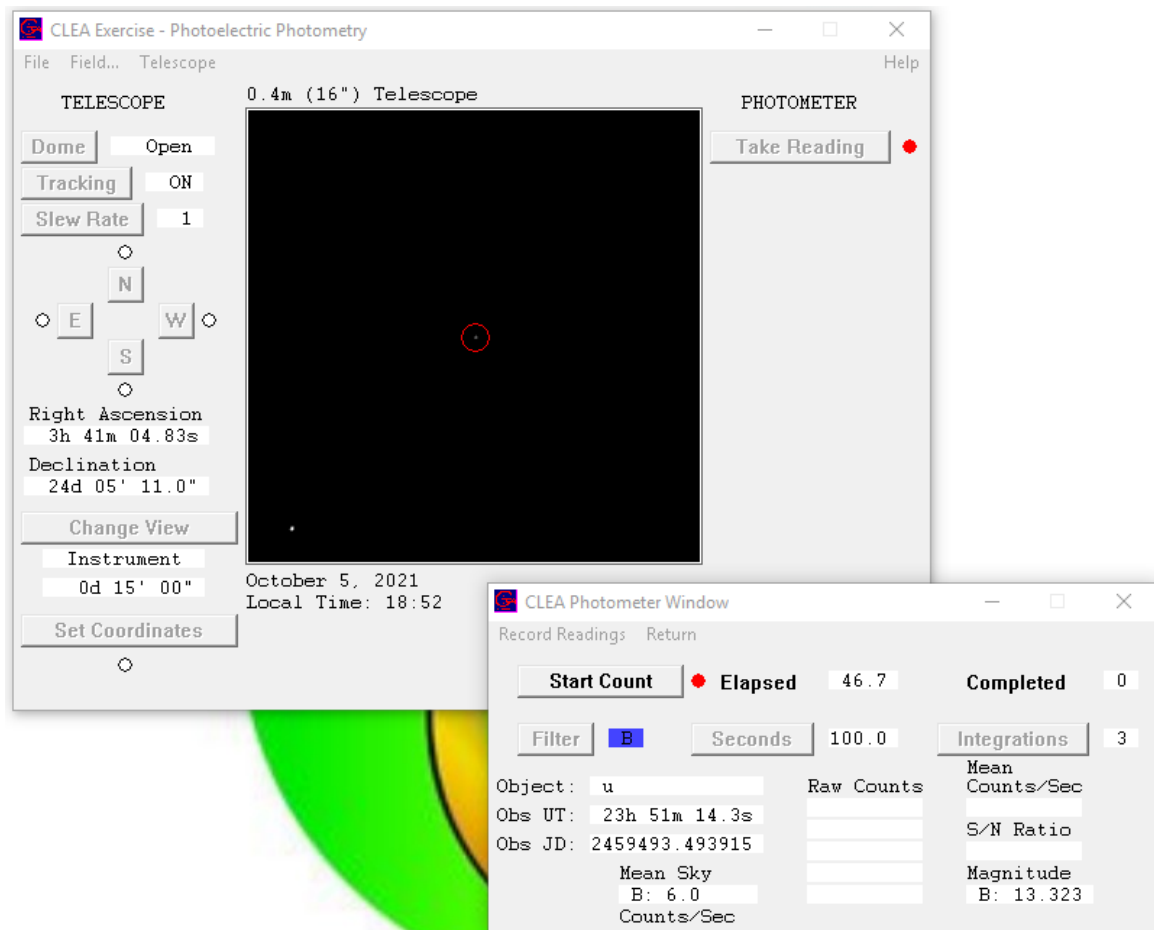 CLEA Exercise - Photoelectric Photometry
File Field... Telescope Help
TELESCOPE
0.4m (16") Telescope
PHOTOMETER
Dome Open
Take Reading
Tracking ON
Slew Rate 1
N
E W
S
Right Ascension
3h 41m 04.83s
Declination
24d 05' 11.0"
Change View
Instrument
0d 15' 00"
Set Coordinates
October 5, 2021
Local Time: 18:52
CLEA Photometer Window
Record Readings Return
Start Count Elapsed 46.7 Completed 0
Filter B Seconds 100.0 Integrations 3
Object: u
Obs UT: 23h 51m 14.3s
Obs JD: 2459493.493915
Mean Sky
B: 6.0
Counts/Sec
Raw Counts
Mean
Counts/Sec
S/N Ratio
Magnitude
B: 13.323